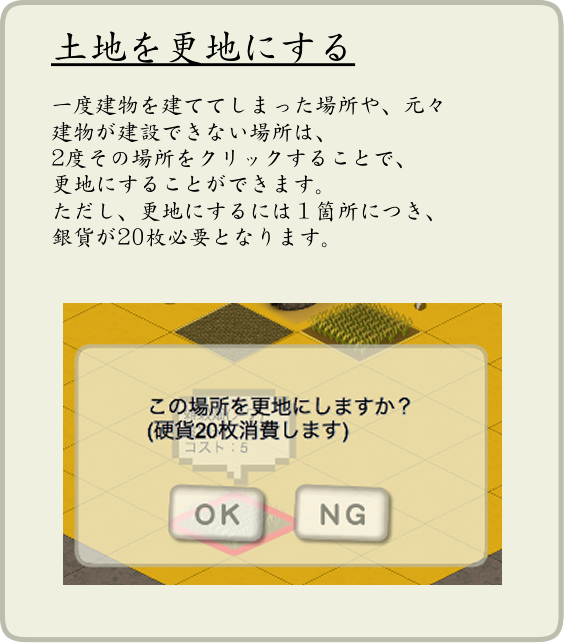 土地を更地にする
一度建物を建ててしまった場所や、元々
建物が建設できない場所は、
2度その場所をクリックすることで、
更地にすることができます。
ただし、更地にするには１箇所につき、
銀貨が20枚必要となります。
この場所を更地にしますか？
(硬貨20枚消費します)
コスト：5
OK
NG